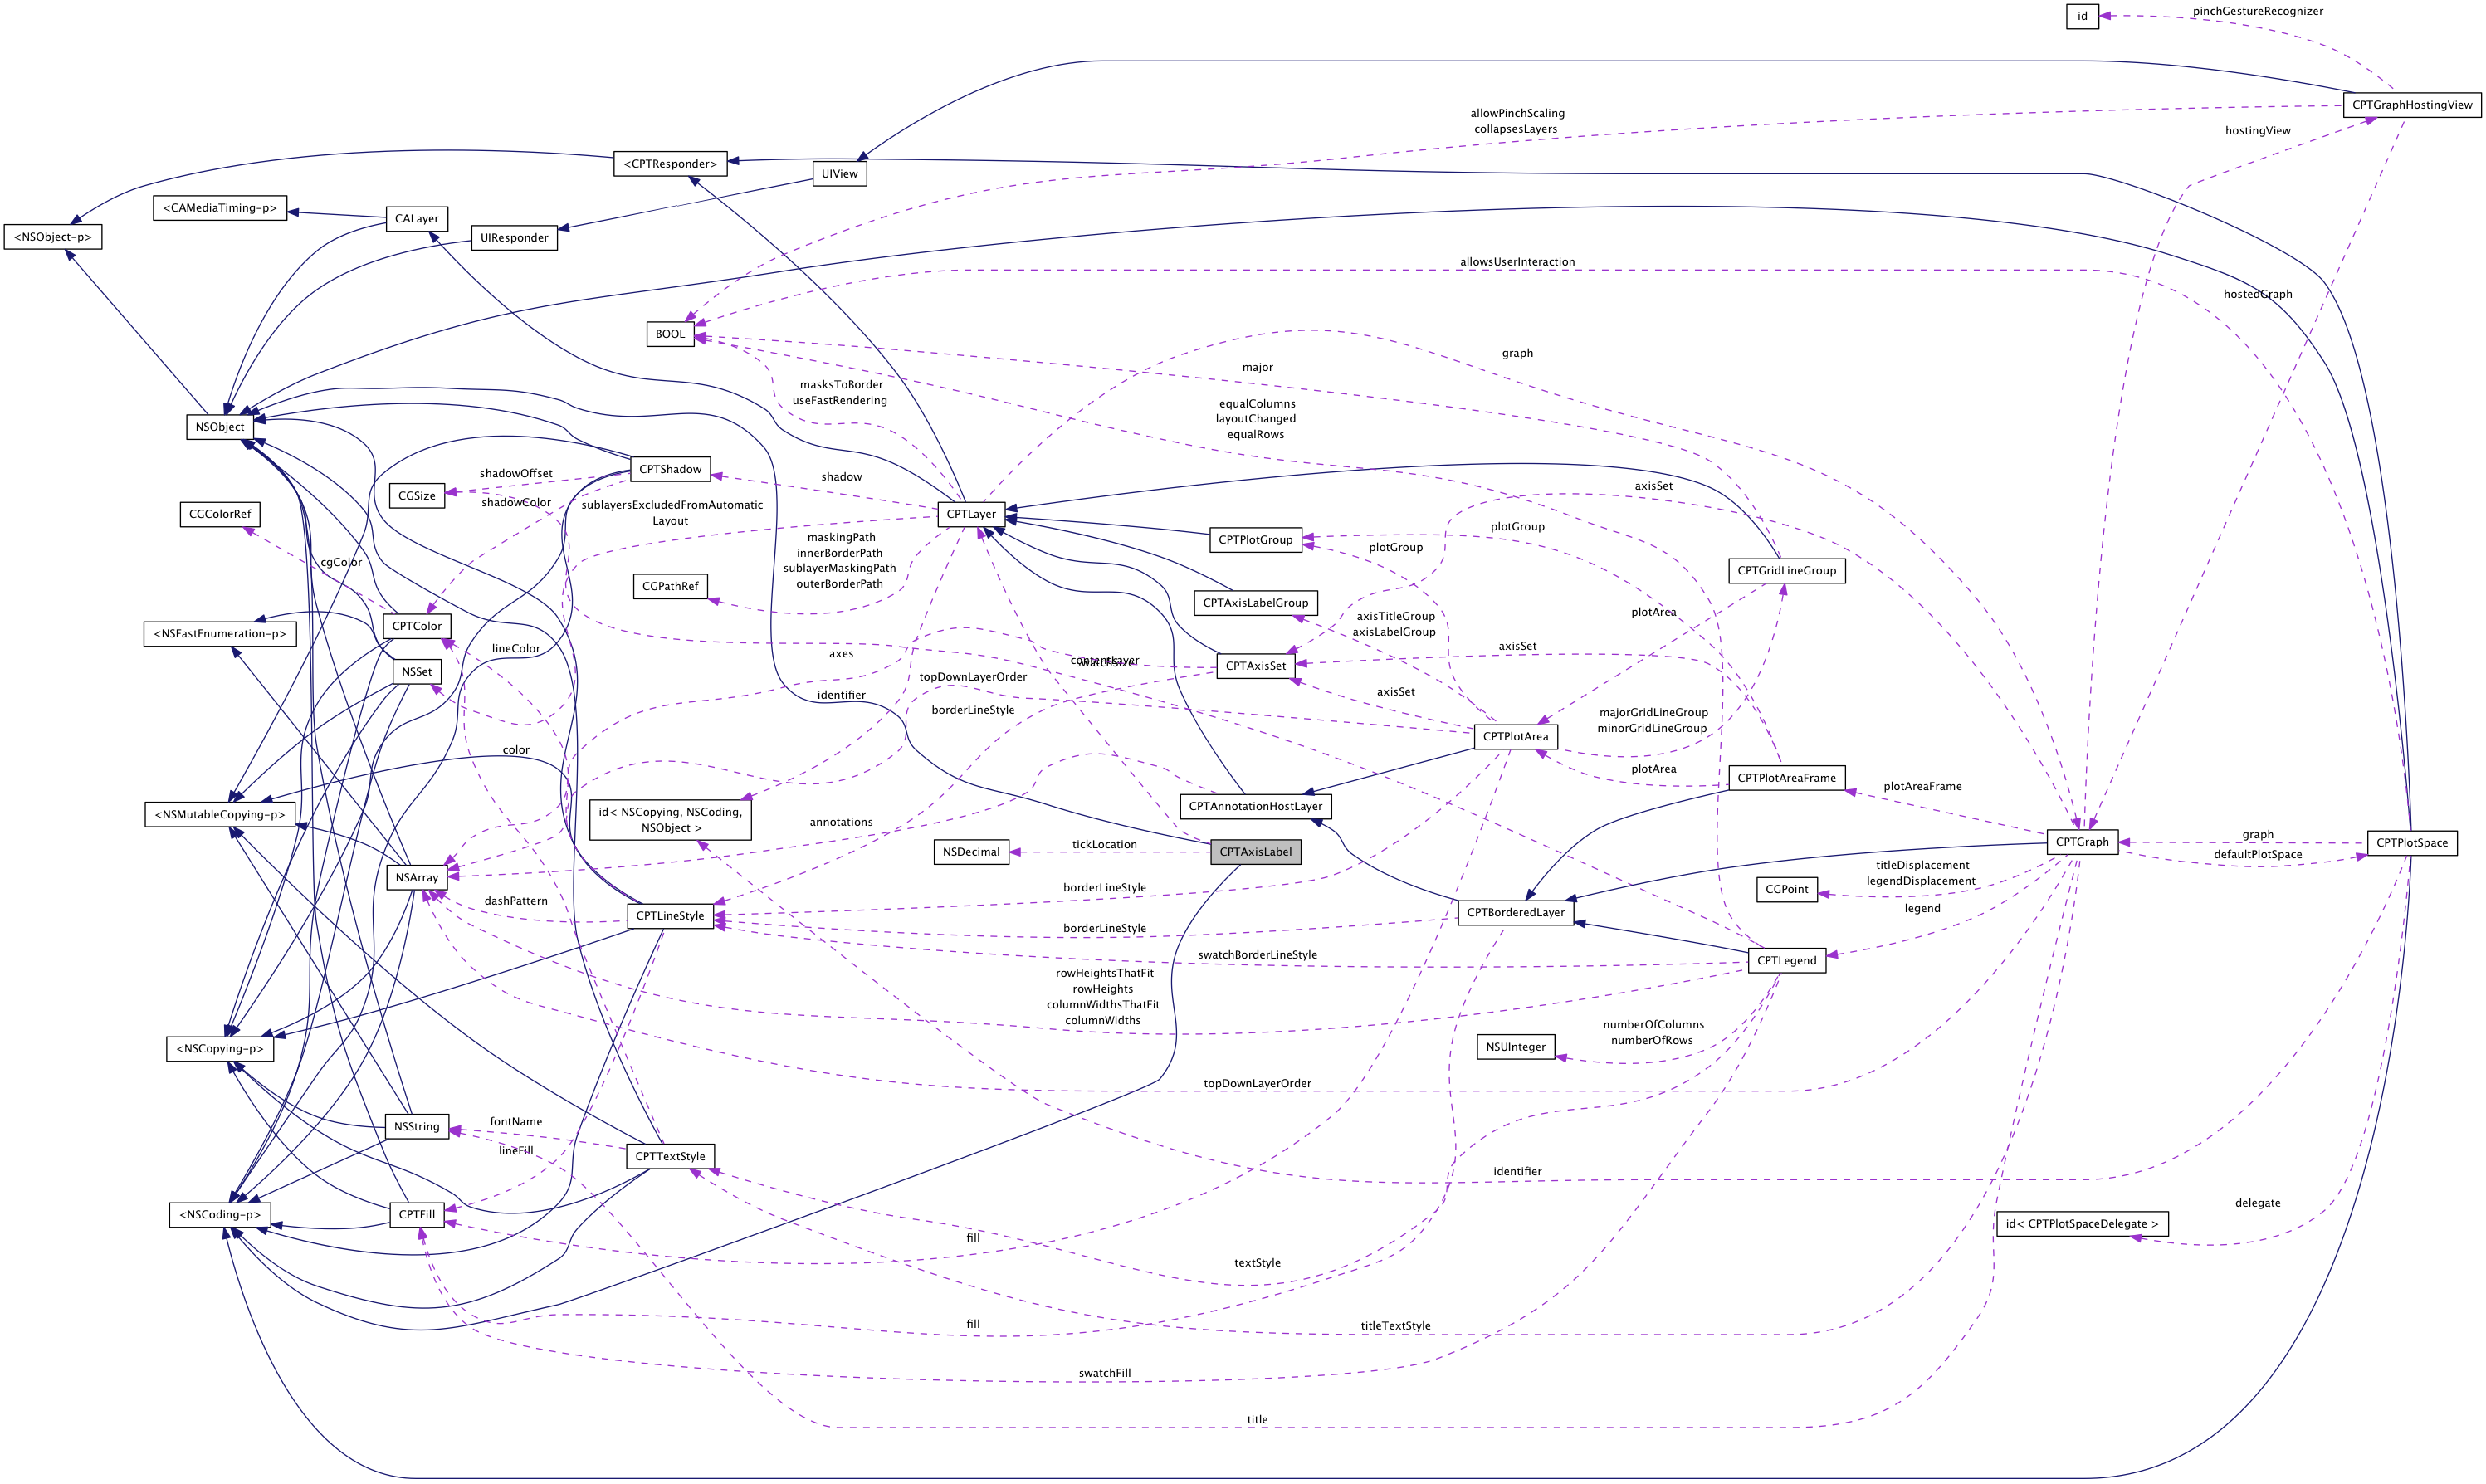 id
pinchGestureRecognizer
CPTGraphHostingView
allowPinchScaling
collapsesLayers
hostingView
<CPTResponder>
UIView
<CAMediaTiming-p>
CALayer
<NSObject-p>
UIResponder
allowsUserInteraction
hostedGraph
BOOL
graph
major
masksToBorder
useFastRendering
equalColumns
layoutChanged
equalRows
NSObject
CPTShadow
shadowOffset
CGSize
shadowColor
shadow
sublayersExcludedFromAutomatic
Layout
axisSet
CGColorRef
CPTLayer
plotGroup
CPTPlotGroup
plotGroup
maskingPath
innerBorderPath
sublayerMaskingPath
outerBorderPath
cgColor
CGPathRef
CPTGridLineGroup
CPTAxisLabelGroup
plotArea
axisTitleGroup
axisLabelGroup
<NSFastEnumeration-p>
CPTColor
lineColor
axes
contentLayer
swatchSize
CPTAxisSet
axisSet
NSSet
topDownLayerOrder
identifier
axisSet
borderLineStyle
majorGridLineGroup
minorGridLineGroup
CPTPlotArea
color
plotArea
CPTPlotAreaFrame
plotAreaFrame
<NSMutableCopying-p>
id< NSCopying, NSCoding,
NSObject >
annotations
CPTAnnotationHostLayer
NSDecimal
tickLocation
CPTAxisLabel
CPTGraph
graph
defaultPlotSpace
CPTPlotSpace
NSArray
titleDisplacement
legendDisplacement
CGPoint
dashPattern
CPTLineStyle
borderLineStyle
CPTBorderedLayer
legend
borderLineStyle
swatchBorderLineStyle
CPTLegend
rowHeightsThatFit
rowHeights
columnWidthsThatFit
columnWidths
<NSCopying-p>
NSUInteger
numberOfColumns
numberOfRows
topDownLayerOrder
NSString
fontName
lineFill
CPTTextStyle
identifier
<NSCoding-p>
CPTFill
delegate
id< CPTPlotSpaceDelegate >
fill
textStyle
fill
titleTextStyle
swatchFill
title